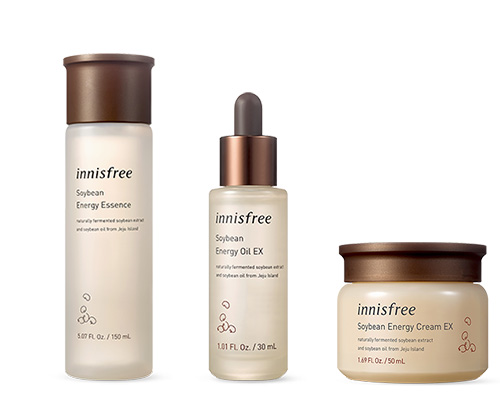 innisfree
Soybean
Energy Essence
naturally fermented soybean extract
and soybean oil from Jeju Island
5.07 FL. Oz. / 150 mL
innisfree
Soybean
Energy Oil EX
naturally fermented soybean extract
and soybean oil from Jeju Island
1.01 FL. Oz. / 30 mL
innisfree
Soybean Energy Cream EX
naturally fermented soybean extract
and soybean oil from Jeju Island
1.69 FL. Oz. / 50 mL